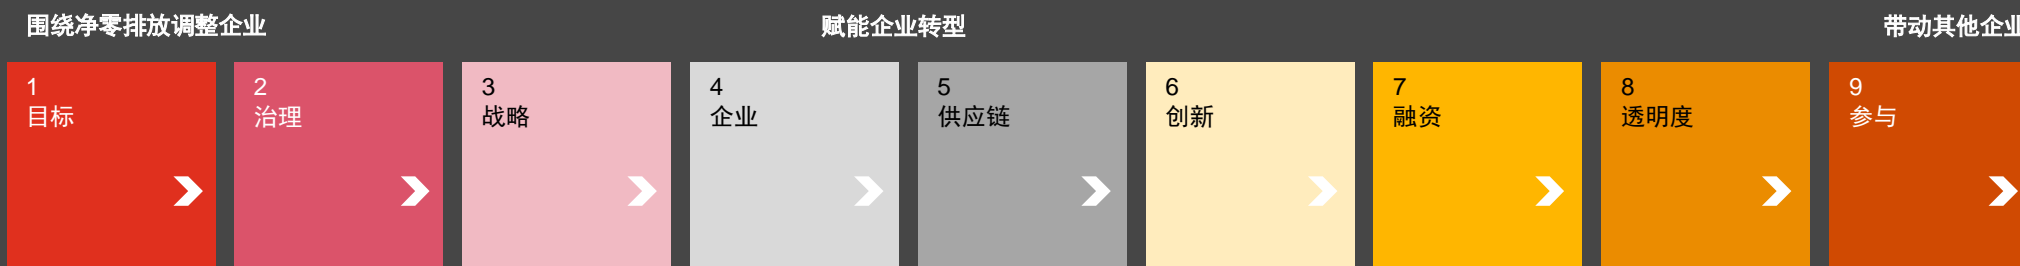 围绕净零排放调整企业
赋能企业转型
带动其他企业
1
目标
2
治理
3
战略
4
企业
5
供应链
6
创新
7
融资
8
透明度
9
参与